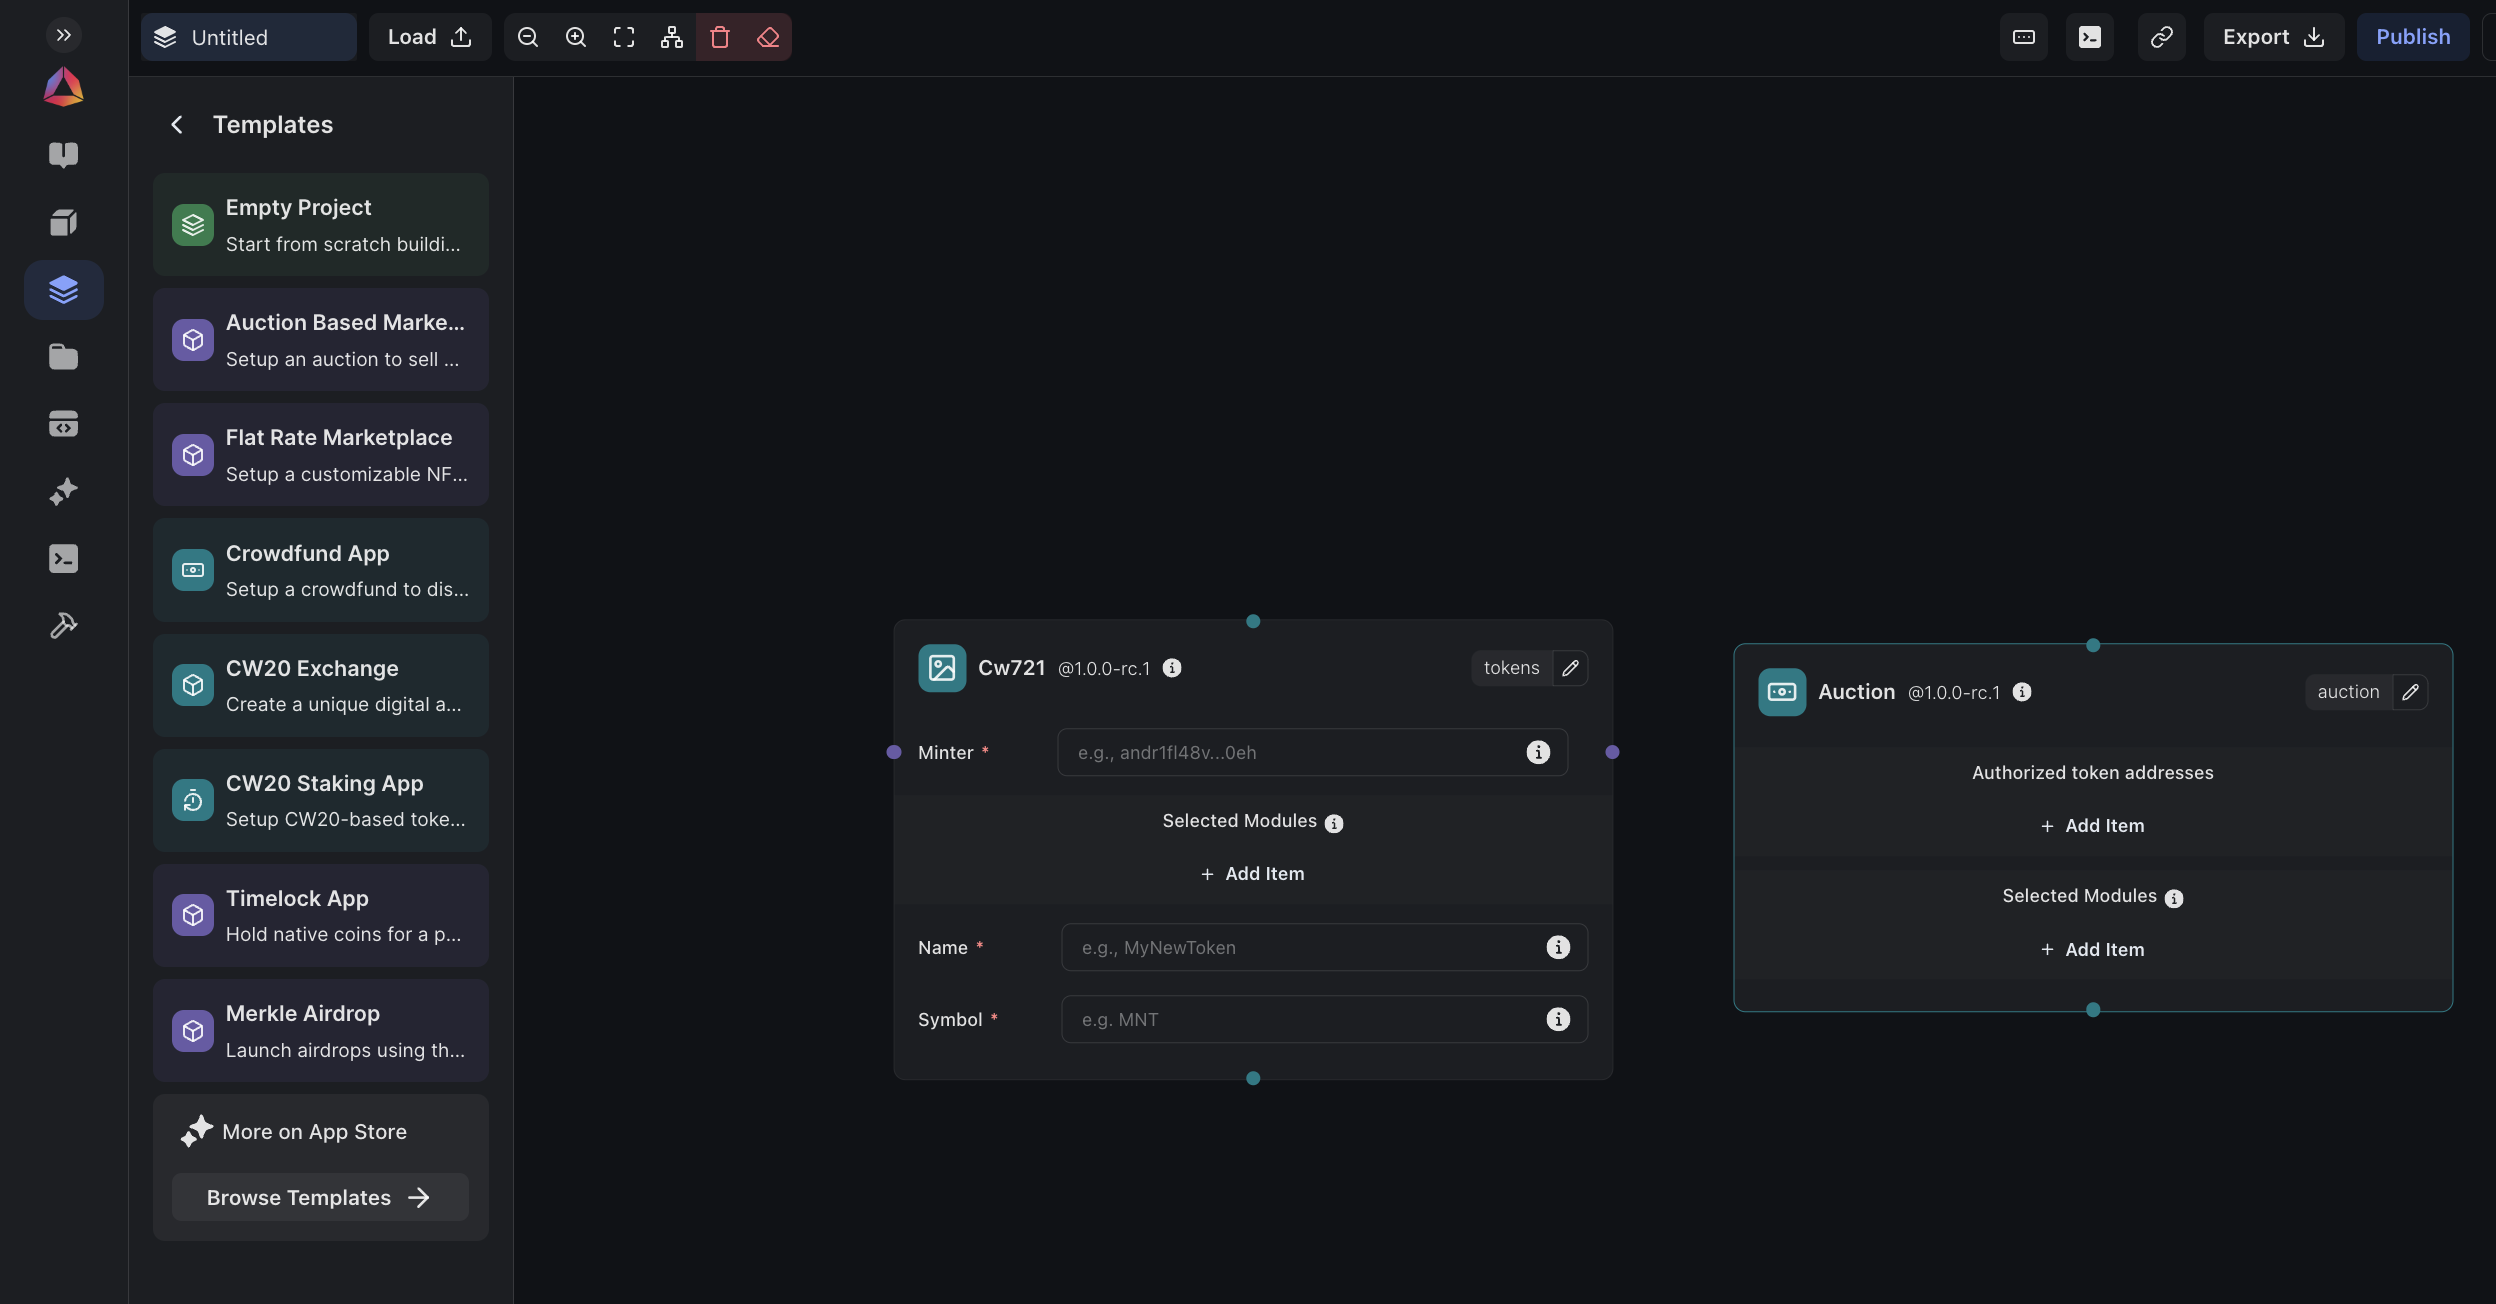 Untitled
Load
Export
Publish
Templates
Empty Project
Start from scratch buildi...
Auction Based Marke...
Setup an auction to sell ...
Flat Rate Marketplace
Setup a customizable NF...
Crowdfund App
Setup a crowdfund to dis...
CW20 Exchange
Create a unique digital a...
CW20 Staking App
Setup CW20-based toke...
Timelock App
Hold native coins for a p...
Merkle Airdrop
Launch airdrops using th...
More on App Store
Browse Templates
Cw721 @1.0.0-rc.1
tokens
Minter *
e.g., andr1fl48v...0eh
Selected Modules
+ Add Item
Name *
e.g., MyNewToken
Symbol *
e.g. MNT
Auction @1.0.0-rc.1
auction
Authorized token addresses
+ Add Item
Selected Modules
+ Add Item